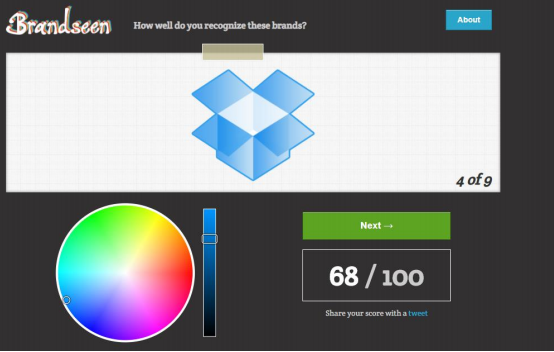 Brandseen
How well do you recognize these brands?
About
4 of 9
Next →
68 / 100
Share your score with a tweet